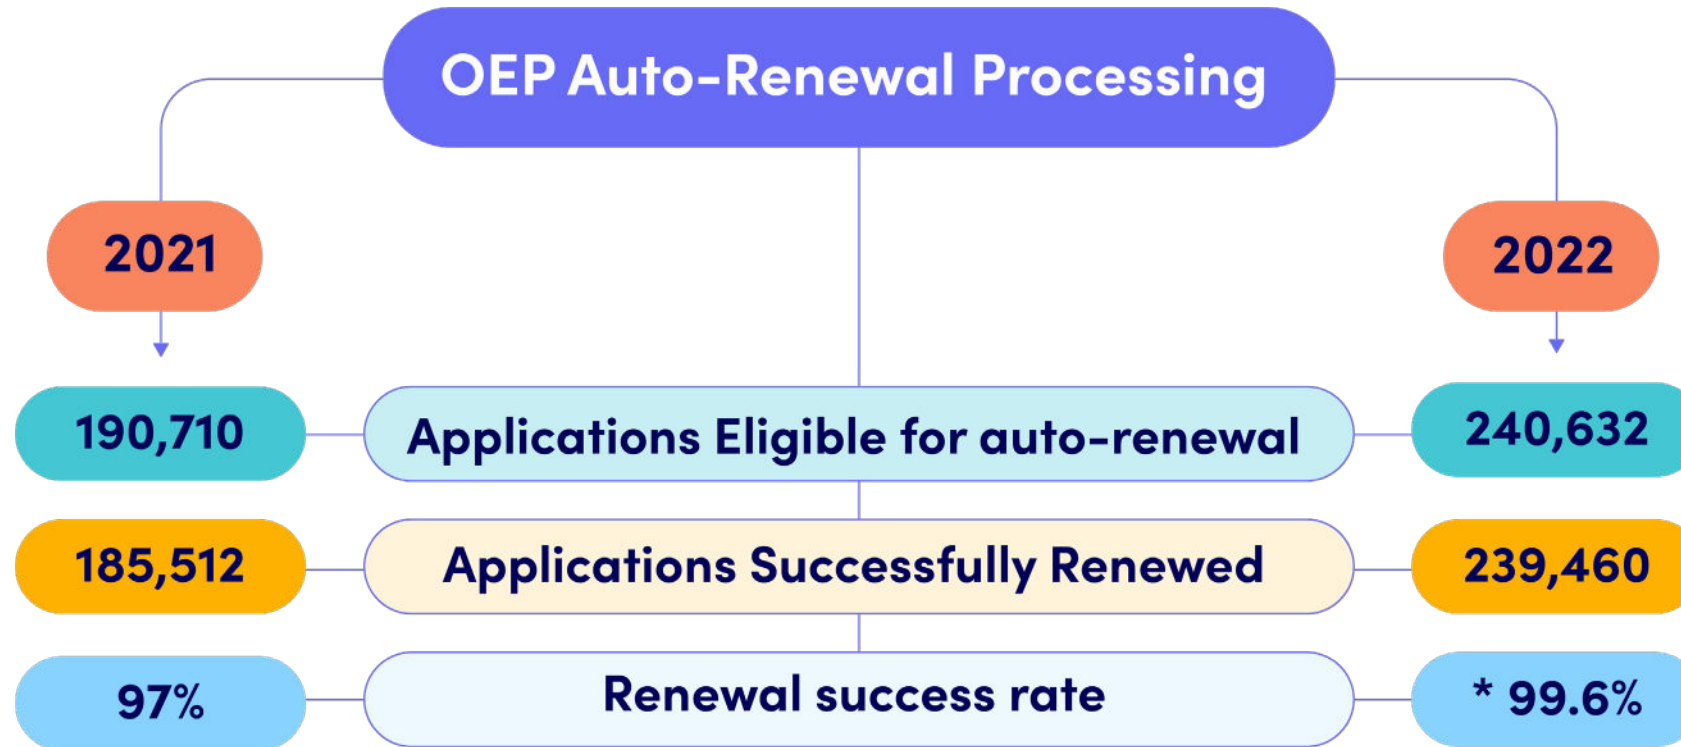 OEP Auto-Renewal Processing
2021
2022
190,710
Applications Eligible for auto-renewal
240,632
185,512
Applications Successfully Renewed
239,460
97%
Renewal success rate
* 99.6%